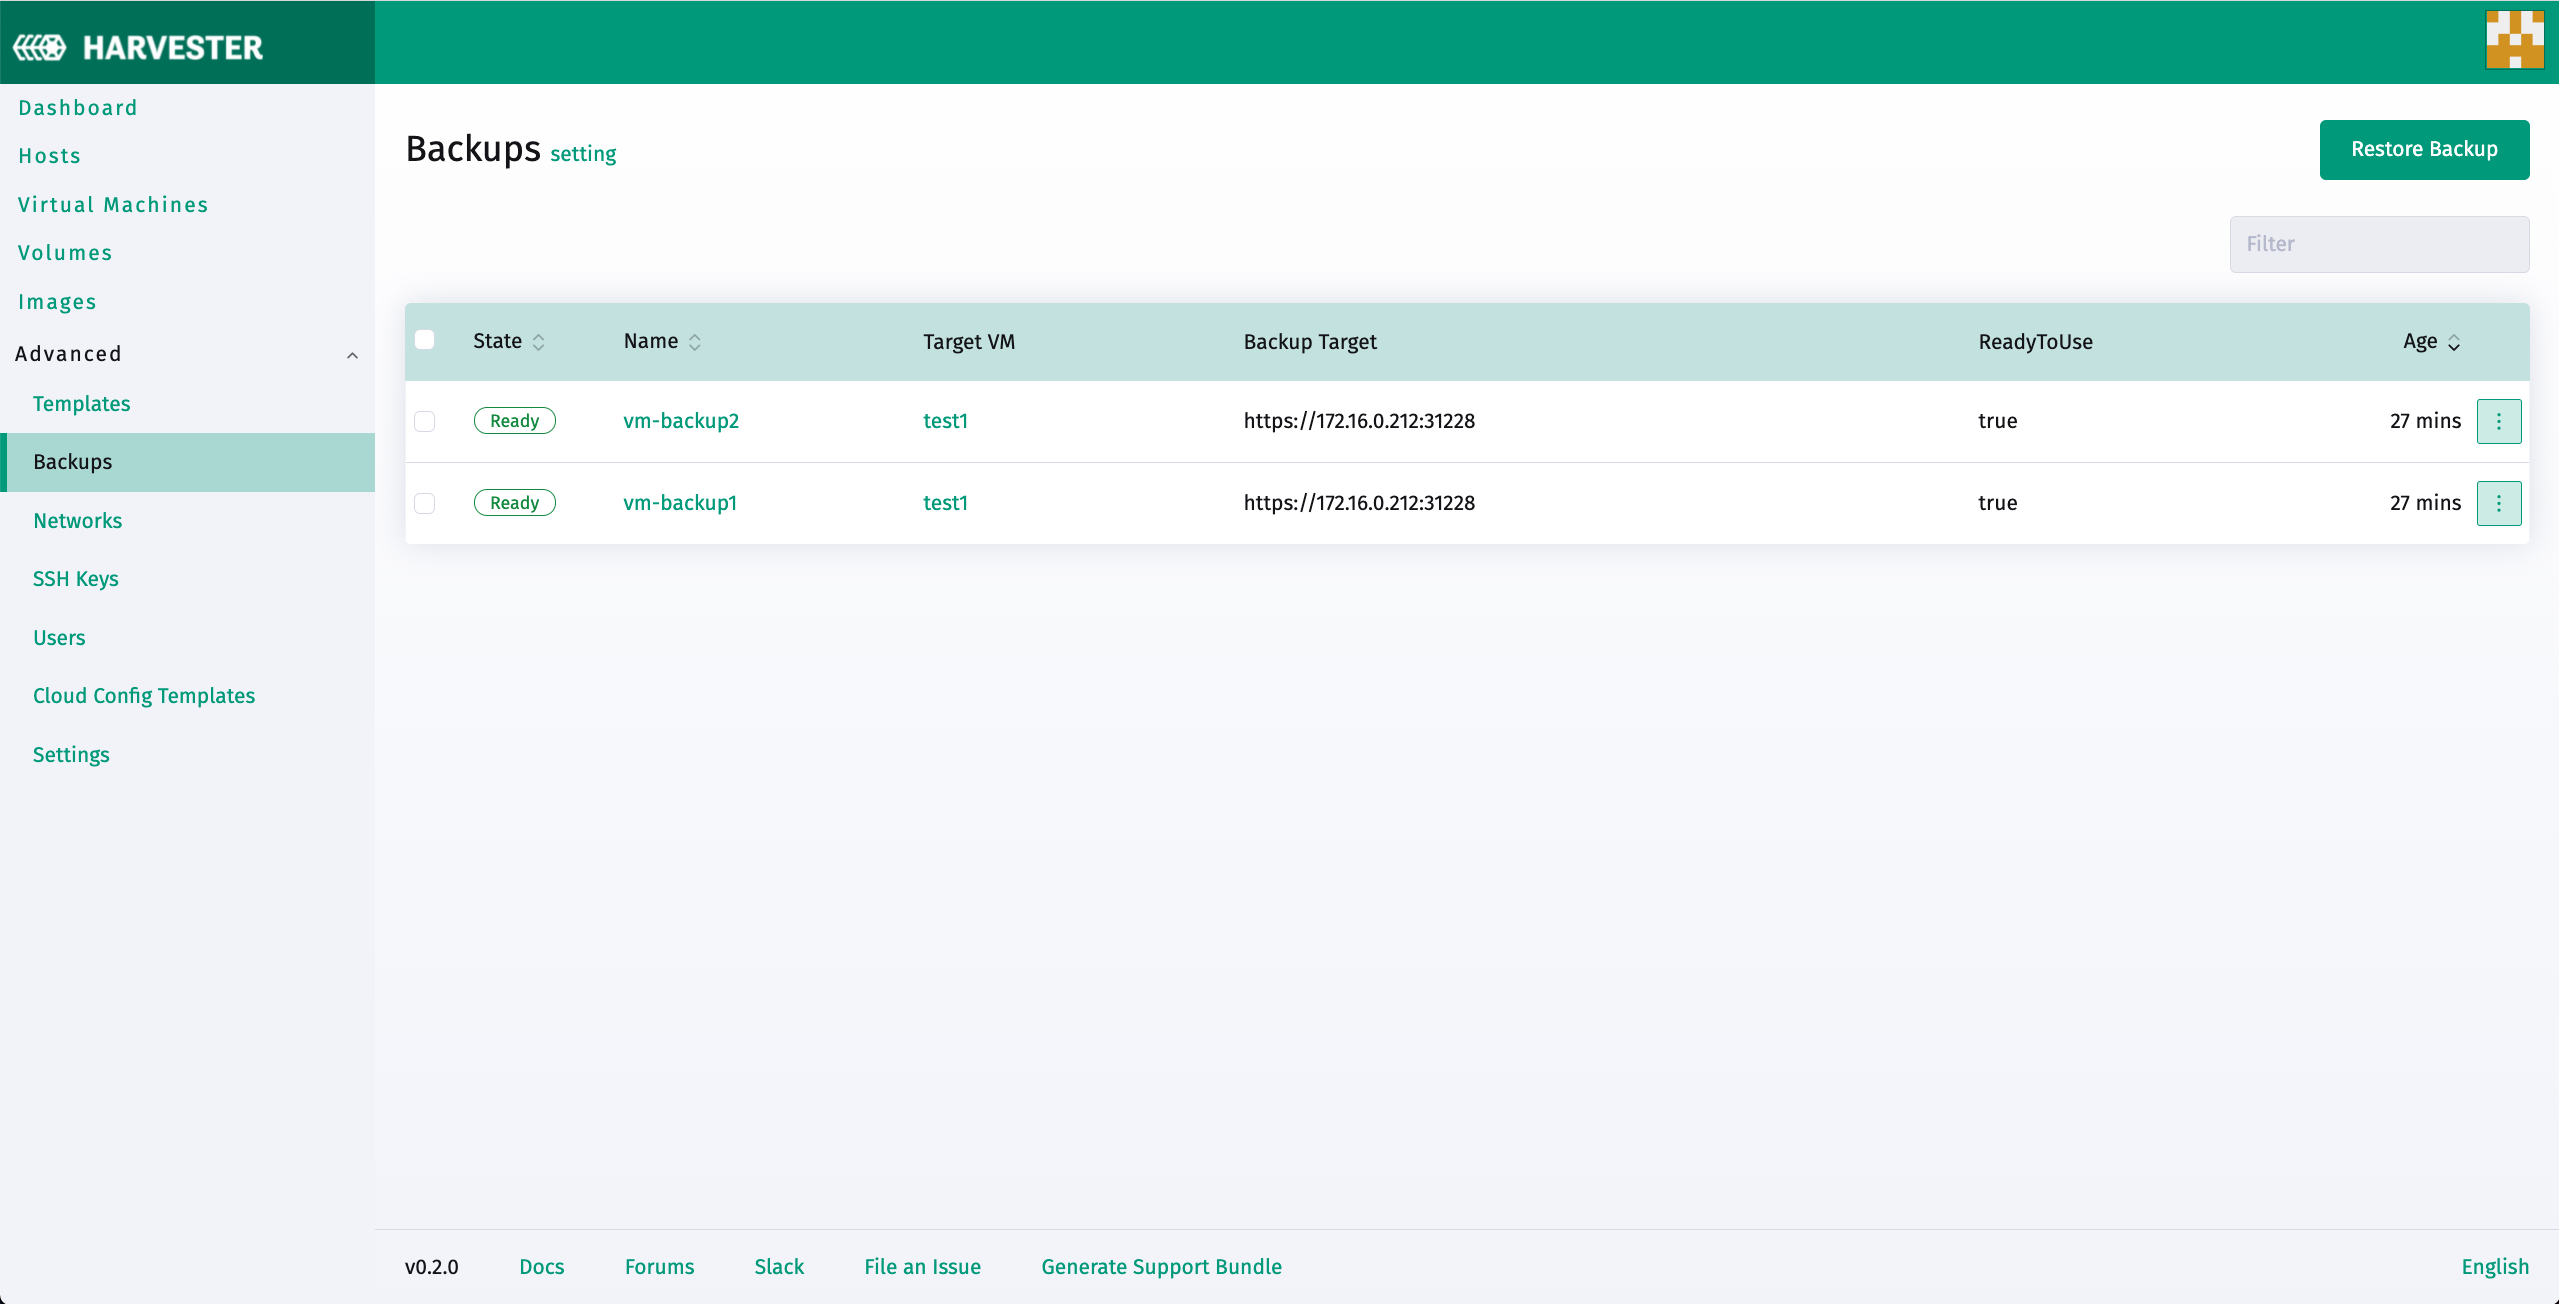 HARVESTER
Dashboard
Hosts
Virtual Machines
Volumes
Images
Advanced
Templates
Backups
Networks
SSH Keys
Users
Cloud Config Templates
Settings
Backups setting
Restore Backup
Filter
State Name Target VM Backup Target ReadyToUse Age
Ready vm-backup2 test1 https://172.16.0.212:31228 true 27 mins
Ready vm-backup1 test1 https://172.16.0.212:31228 true 27 mins
v0.2.0 Docs Forums Slack File an Issue Generate Support Bundle English